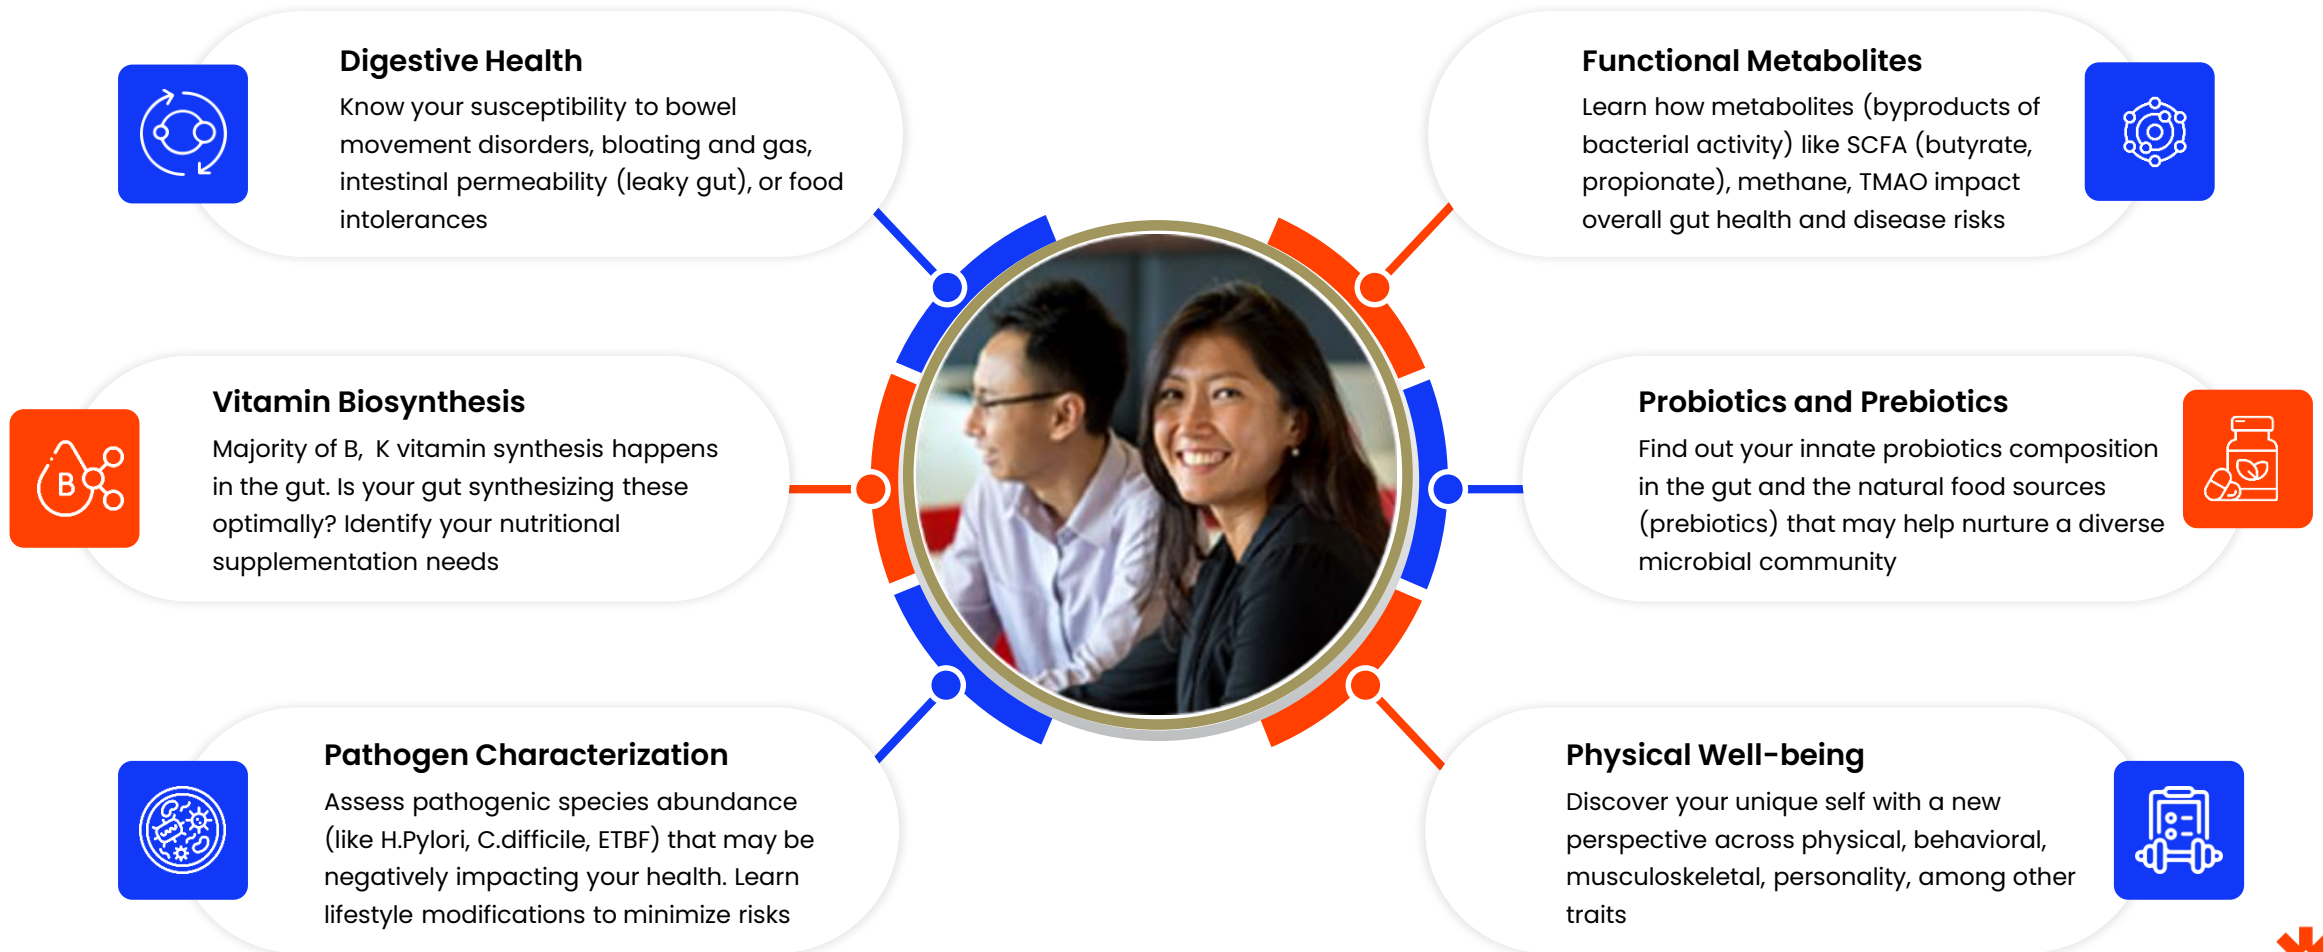 Digestive Health
Know your susceptibility to bowel
movement disorders, bloating and gas,
intestinal permeability (leaky gut), or food
intolerances
Vitamin Biosynthesis
Majority of B, K vitamin synthesis happens
in the gut. Is your gut synthesizing these
optimally? Identify your nutritional
supplementation needs
B
Pathogen Characterization
Assess pathogenic species abundance
(like H.Pylori, C.difficile, ETBF) that may be
negatively impacting your health. Learn
lifestyle modifications to minimize risks
Functional Metabolites
Learn how metabolites (byproducts of
bacterial activity) like SCFA (butyrate,
propionate), methane, TMAO impact
overall gut health and disease risks
Probiotics and Prebiotics
Find out your innate probiotics composition
in the gut and the natural food sources
(prebiotics) that may help nurture a diverse
microbial community
Physical Well-being
Discover your unique self with a new
perspective across physical, behavioral,
musculoskeletal, personality, among other
traits